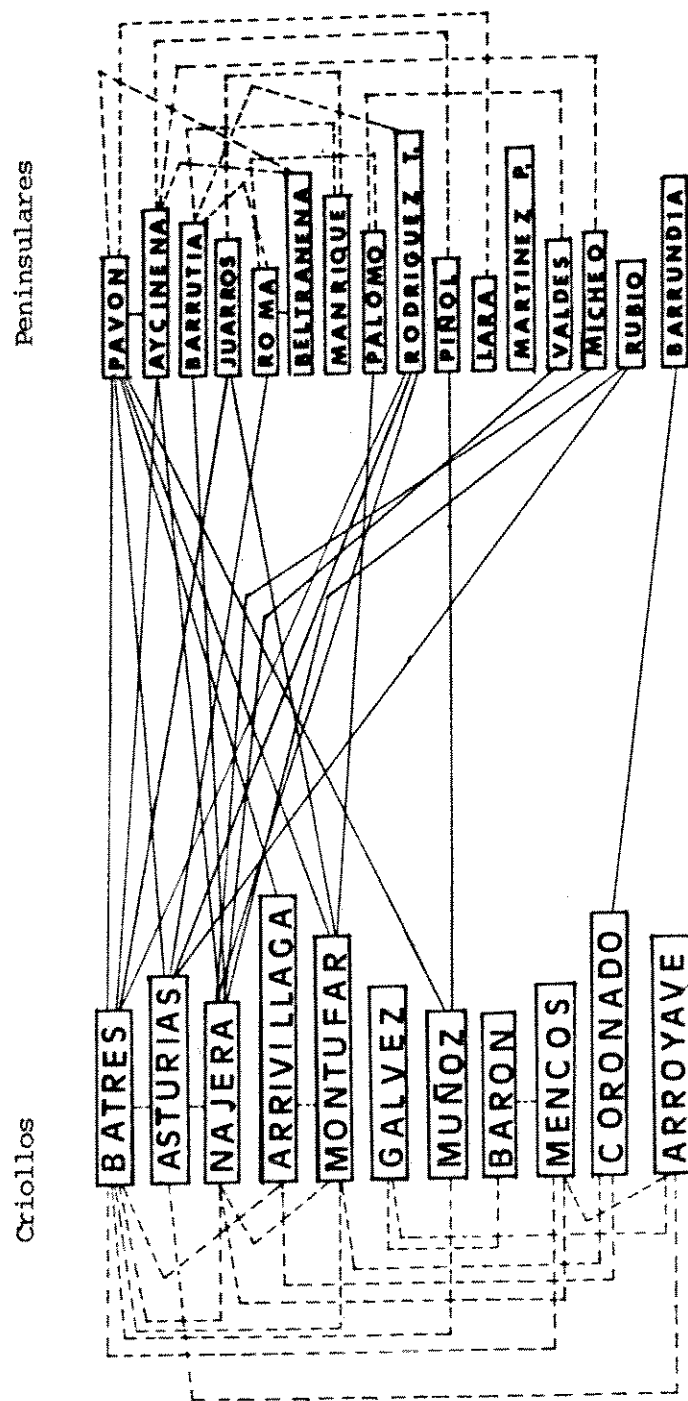 Criollos
BATRES
ASTURIAS
NAJERA
ARRIVILLAGA
MONTUFAR
GALVEZ
MUÑOZ
BARON
MENCOS
CORONADO
ARROYAVE
Peninsulares
PAVON
AYCINENA
BARRUTIA
JUARROS
ROMA
BELTRANENA
MANRIQUE
PALOMO
RODRIGUEZ T.
PIÑOL
LARA
MARTINEZ P.
VALDES
MICHEO
RUBIO
BARRUNDIA